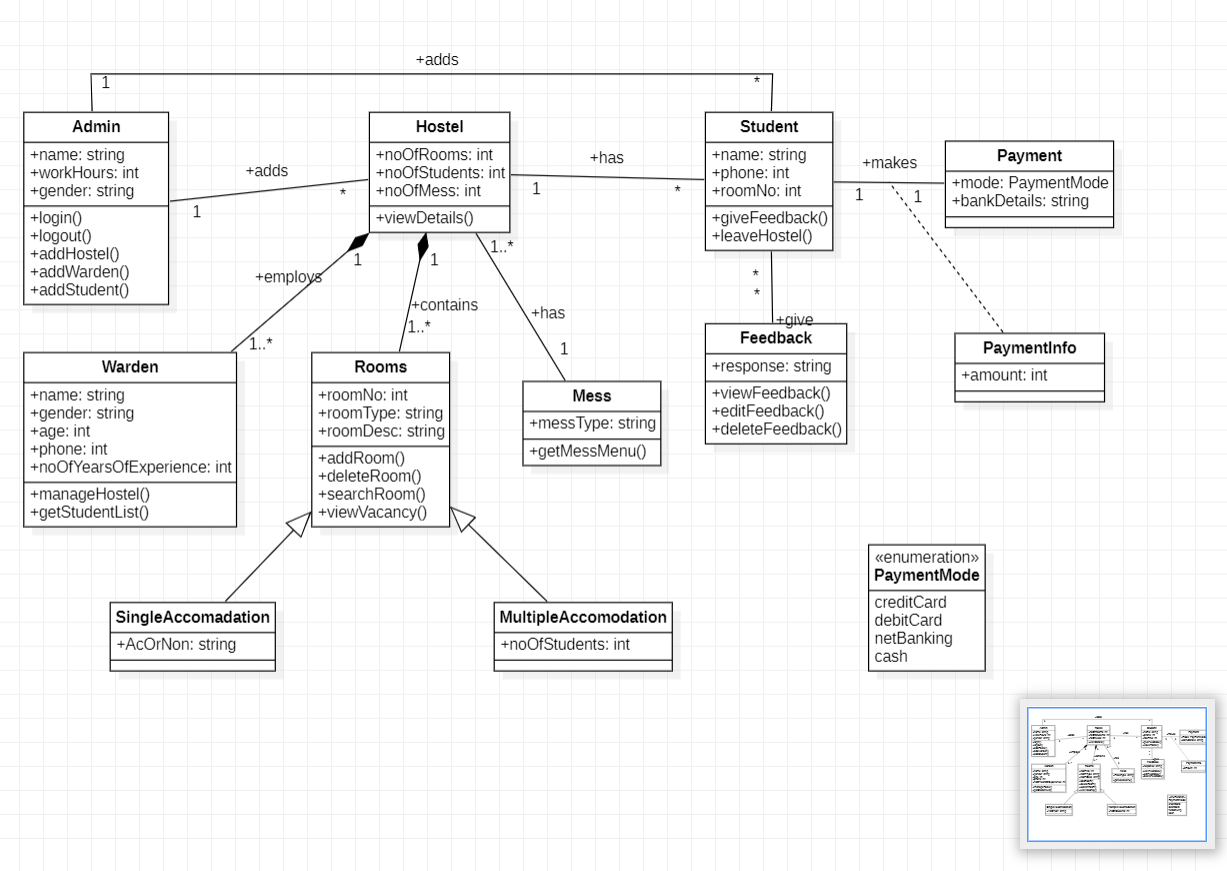 +adds
1
*
Admin
+name: string
+workHours: int
+gender: string
+login()
+logout()
+addHostel()
+addWarden()
+addStudent()
+adds
1
*
Hostel
+noOfRooms: int
+noOfStudents: int
+noOfMess: int
+viewDetails()
+has
1
*
Student
+name: string
+phone: int
+roomNo: int
+giveFeedback()
+leaveHostel()
+makes
1
1
Payment
+mode: PaymentMode
+bankDetails: string
+employs
1
1..*
+contains
1
1..*
1..*
+has
1
*
*
+give
Warden
+name: string
+gender: string
+age: int
+phone: int
+noOfYearsOfExperience: int
+manageHostel()
+getStudentList()
Rooms
+roomNo: int
+roomType: string
+roomDesc: string
+addRoom()
+deleteRoom()
+searchRoom()
+viewVacancy()
Mess
+messType: string
+getMessMenu()
Feedback
+response: string
+viewFeedback()
+editFeedback()
+deleteFeedback()
PaymentInfo
+amount: int
SingleAccomadation
+AcOrNon: string
MultipleAccomodation
+noOfStudents: int
«enumeration»
PaymentMode
creditCard
debitCard
netBanking
cash